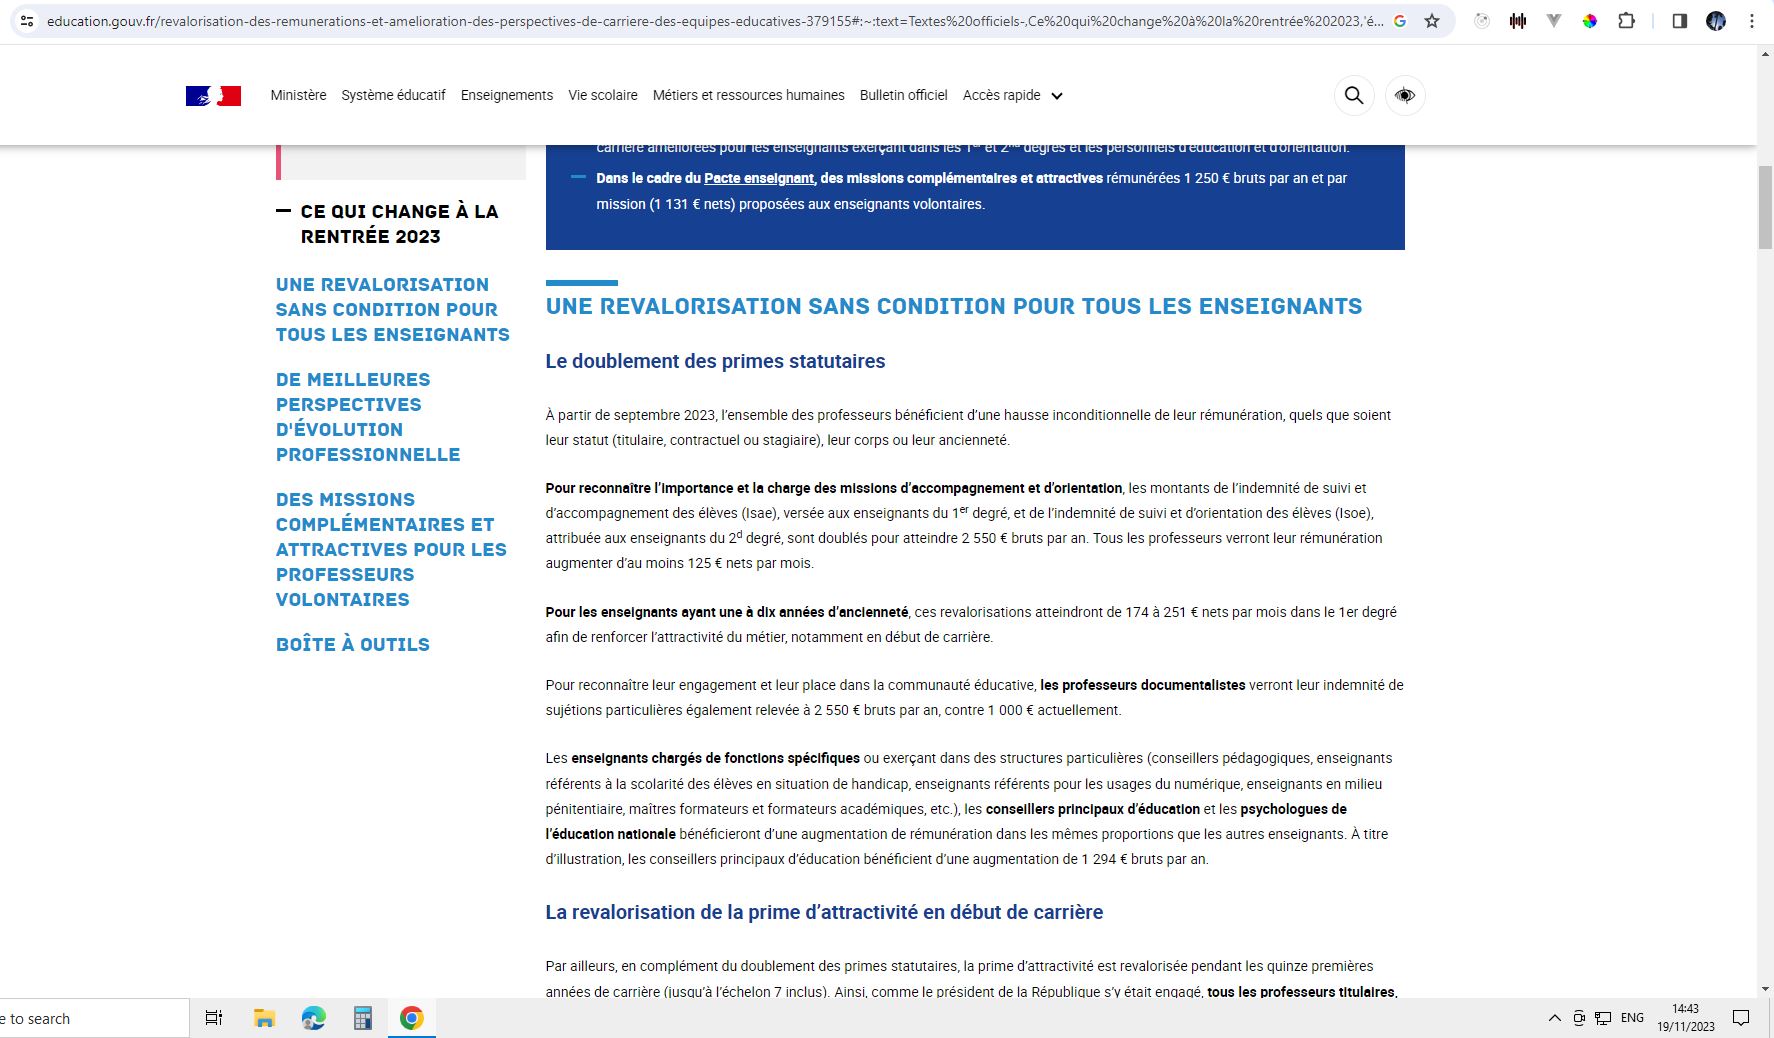 education.gouv.fr/revalorisation-des-remunerations-et-amelioration-des-perspectives-de-carriere-des-equipes-educatives-379155#:~:text=Textes%20officiels-,Ce%20qui%20change%20à%20la%20rentrée%202023,'é...
Ministère Système éducatif Enseignements Vie scolaire Métiers et ressources humaines Bulletin officiel Accès rapide
carrière améliorées pour les enseignants exerçant dans les 1er et 2nd degrés et les personnels d'éducation et d'orientation.
Dans le cadre du Pacte enseignant, des missions complémentaires et attractives rémunérées 1 250 € bruts par an et par
mission (1 131 € nets) proposées aux enseignants volontaires.
CE QUI CHANGE À LA
RENTRÉE 2023
UNE REVALORISATION
SANS CONDITION POUR
TOUS LES ENSEIGNANTS
DE MEILLEURES
PERSPECTIVES
D'ÉVOLUTION
PROFESSIONNELLE
DES MISSIONS
COMPLÉMENTAIRES ET
ATTRACTIVES POUR LES
PROFESSEURS
VOLONTAIRES
BOÎTE À OUTILS
UNE REVALORISATION SANS CONDITION POUR TOUS LES ENSEIGNANTS
Le doublement des primes statutaires
À partir de septembre 2023, l’ensemble des professeurs bénéficient d’une hausse inconditionnelle de leur rémunération, quels que soient
leur statut (titulaire, contractuel ou stagiaire), leur corps ou leur ancienneté.
Pour reconnaître l’importance et la charge des missions d’accompagnement et d’orientation, les montants de l’indemnité de suivi et
d’accompagnement des élèves (Isae), versée aux enseignants du 1er degré, et de l’indemnité de suivi et d’orientation des élèves (Isoe),
attribuée aux enseignants du 2d degré, sont doublés pour atteindre 2 550 € bruts par an. Tous les professeurs verront leur rémunération
augmenter d’au moins 125 € nets par mois.
Pour les enseignants ayant une à dix années d’ancienneté, ces revalorisations atteindront de 174 à 251 € nets par mois dans le 1er degré
afin de renforcer l’attractivité du métier, notamment en début de carrière.
Pour reconnaître leur engagement et leur place dans la communauté éducative, les professeurs documentalistes verront leur indemnité de
sujétions particulières également relevée à 2 550 € bruts par an, contre 1 000 € actuellement.
Les enseignants chargés de fonctions spécifiques ou exerçant dans des structures particulières (conseillers pédagogiques, enseignants
référents à la scolarité des élèves en situation de handicap, enseignants référents pour les usages du numérique, enseignants en milieu
pénitentiaire, maîtres formateurs et formateurs académiques, etc.), les conseillers principaux d’éducation et les psychologues de
l’éducation nationale bénéficieront d’une augmentation de rémunération dans les mêmes proportions que les autres enseignants. À titre
d’illustration, les conseillers principaux d’éducation bénéficient d’une augmentation de 1 294 € bruts par an.
La revalorisation de la prime d’attractivité en début de carrière
Par ailleurs, en complément du doublement des primes statutaires, la prime d’attractivité est revalorisée pendant les quinze premières
années de carrière (jusqu’à l’échelon 7 inclus). Ainsi, comme le président de la République s’y était engagé, tous les professeurs titulaires,
e to search
ENG
14:43
19/11/2023